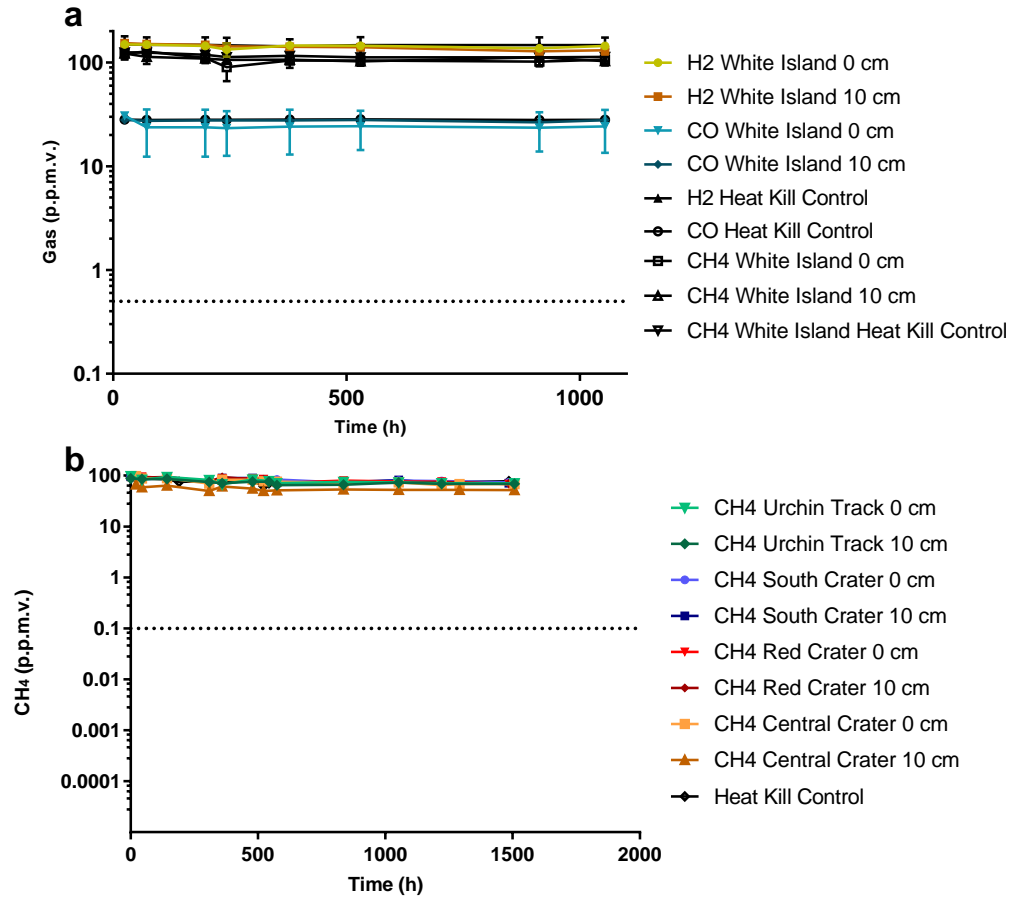 a
100
10
1
0.1
Gas (p.p.m.v.)
0
500
1000
Time (h)
H2 White Island 0 cm
H2 White Island 10 cm
CO White Island 0 cm
CO White Island 10 cm
H2 Heat Kill Control
CO Heat Kill Control
CH4 White Island 0 cm
CH4 White Island 10 cm
CH4 White Island Heat Kill Control
b
100
10
1
0.1
0.01
0.001
0.0001
CH₄ (p.p.m.v.)
0
500
1000
1500
2000
Time (h)
CH4 Urchin Track 0 cm
CH4 Urchin Track 10 cm
CH4 South Crater 0 cm
CH4 South Crater 10 cm
CH4 Red Crater 0 cm
CH4 Red Crater 10 cm
CH4 Central Crater 0 cm
CH4 Central Crater 10 cm
Heat Kill Control